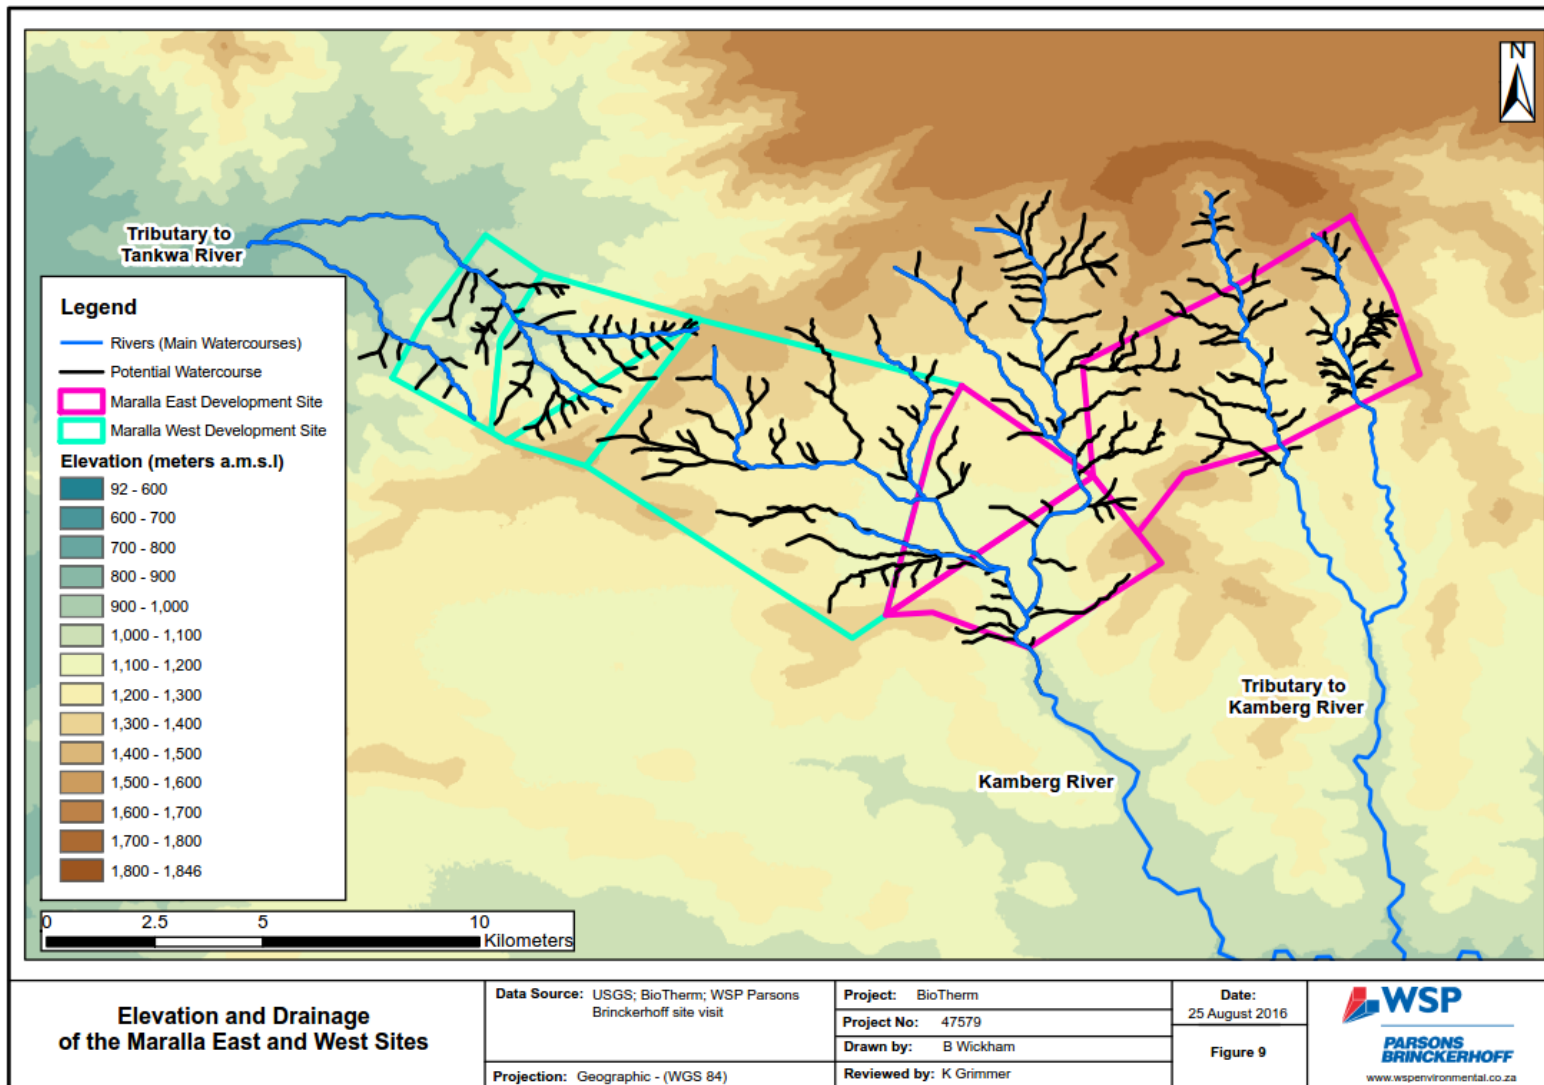 N
Tributary to
Tankwa River
Legend
Rivers (Main Watercourses)
Potential Watercourse
Maralla East Development Site
Maralla West Development Site
Elevation (meters a.m.s.l)
92 - 600
600 - 700
700 - 800
800 - 900
900 - 1,000
1,000 - 1,100
1,100 - 1,200
1,200 - 1,300
1,300 - 1,400
1,400 - 1,500
1,500 - 1,600
1,600 - 1,700
1,700 - 1,800
1,800 - 1,846
Tributary to
Kamberg River
Kamberg River
0 2.5 5 10
Kilometers
Elevation and Drainage
of the Maralla East and West Sites
Data Source: USGS; BioTherm; WSP Parsons
Brinckerhoff site visit
Projection: Geographic - (WGS 84)
Project: BioTherm
Project No: 47579
Drawn by: B Wickham
Reviewed by: K Grimmer
Date:
25 August 2016
Figure 9
WSP
PARSONS
BRINCKERHOFF
www.wspenvironmental.co.za